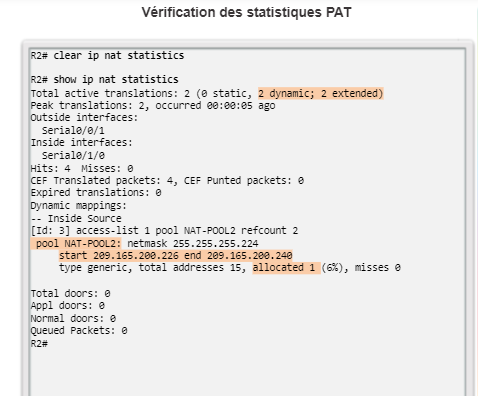 Vérification des statistiques PAT
R2# clear ip nat statistics
R2# show ip nat statistics
Total active translations: 2 (0 static, 2 dynamic; 2 extended)
Peak translations: 2, occurred 00:00:05 ago
Outside interfaces:
Serial0/0/1
Inside interfaces:
Serial0/1/0
Hits: 4 Misses: 0
CEF Translated packets: 4, CEF Punted packets: 0
Expired translations: 0
Dynamic mappings:
-- Inside Source
[Id: 3] access-list 1 pool NAT-POOL2 refcount 2
pool NAT-POOL2: netmask 255.255.255.224
start 209.165.200.226 end 209.165.200.240
type generic, total addresses 15, allocated 1 (6%), misses 0
Total doors: 0
Appl doors: 0
Normal doors: 0
Queued Packets: 0
R2#